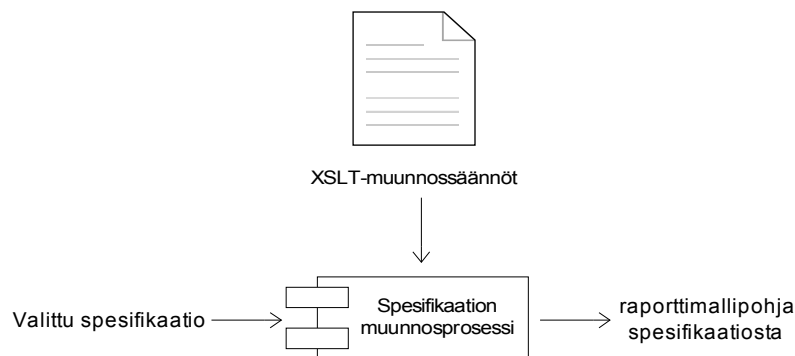 XSLT-muunnossäännöt
Valittu spesifikaatio
Spesifikaation
muunnosprosessi
raporttimallipohja
spesifikaatiosta